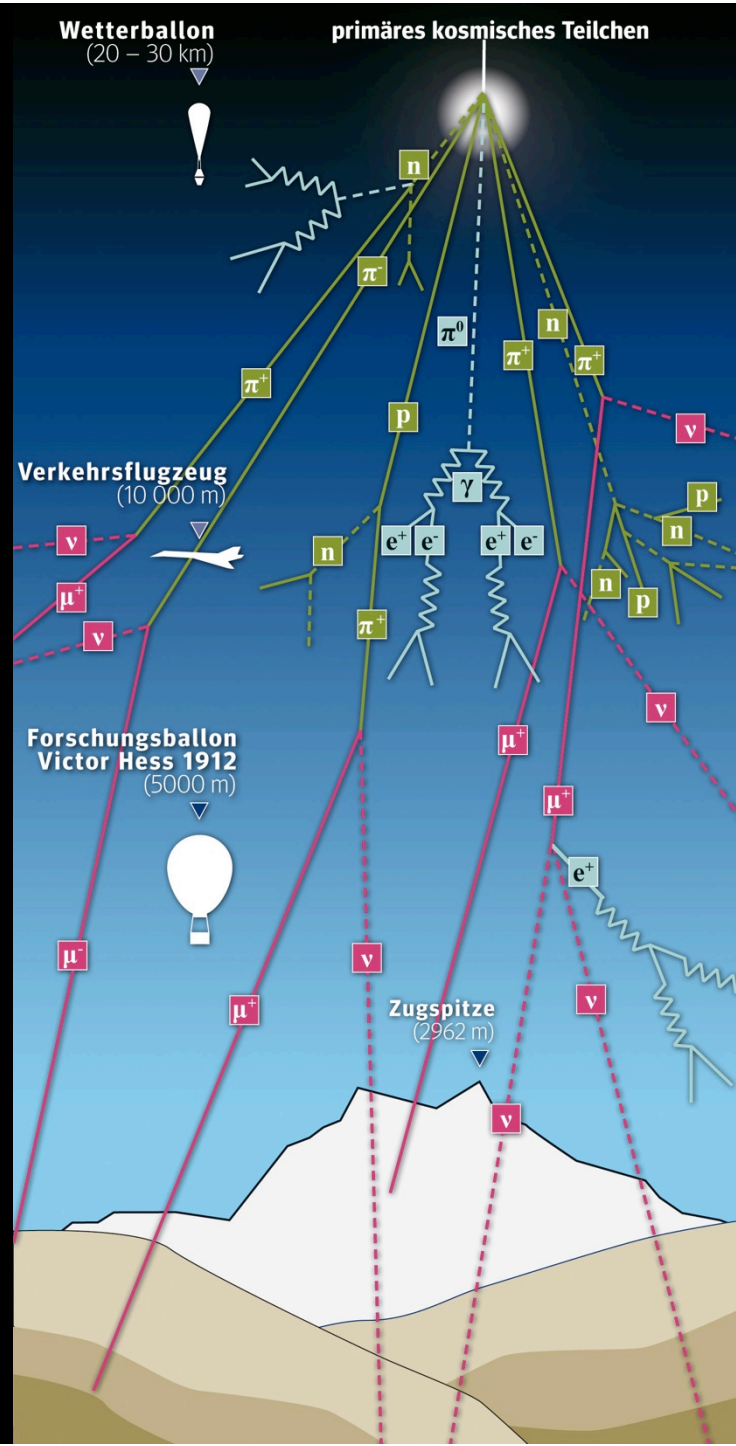 Wetterballon
(20 – 30 km)
primäres kosmisches Teilchen
n
π⁻
n
π⁰
π⁺
π⁺
π⁺
p
ν
Verkehrsflugzeug
(10 000 m)
γ
p
ν
e⁺ e⁻ e⁺ e⁻
n
n
n
μ⁺
p
π⁺
ν
ν
Forschungsballon
Victor Hess 1912
(5000 m)
μ⁺
μ⁺
e⁺
μ⁻
ν
ν
μ⁺
Zugspitze
(2962 m)
ν